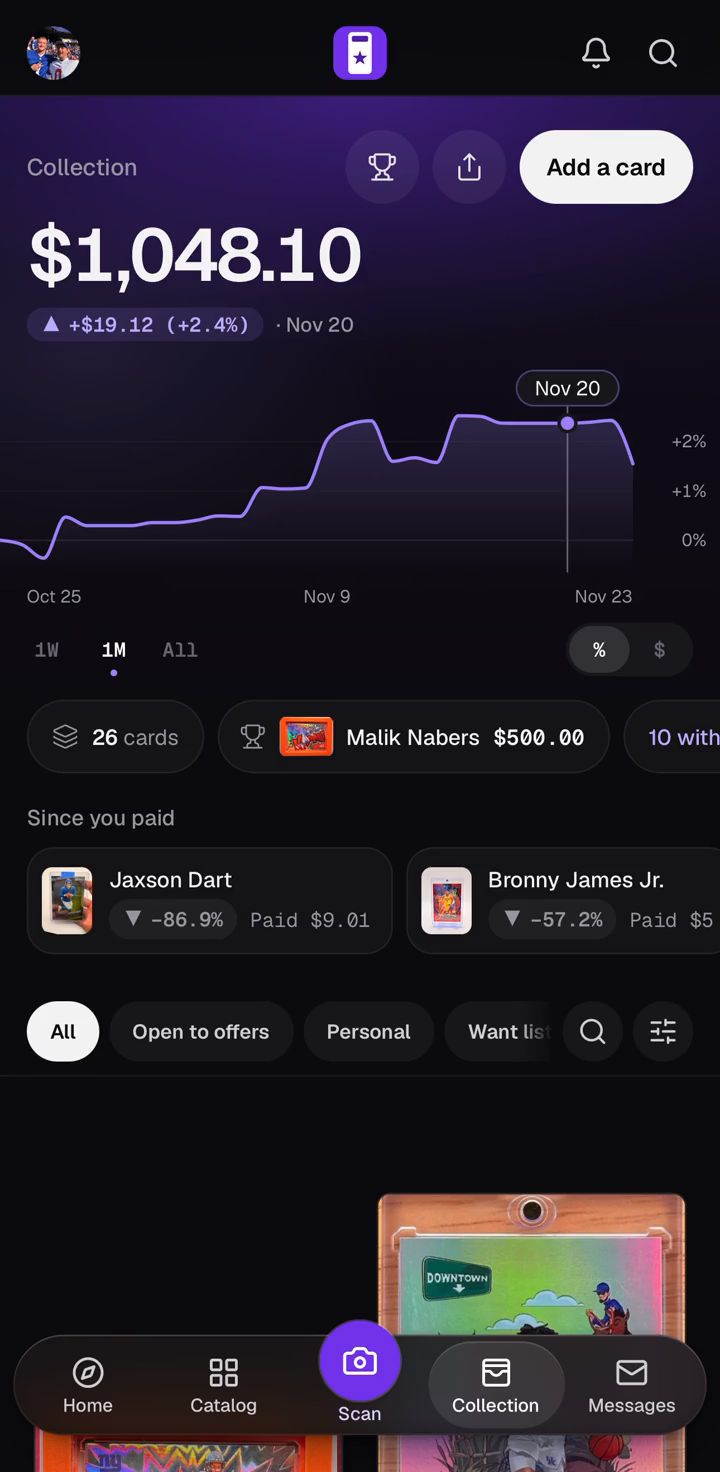 Collection
Add a card
$1,048.10
▲ +$19.12 (+2.4%) · Nov 20
Nov 20
+2%
+1%
0%
Oct 25 Nov 9 Nov 23
1W 1M All % $
26 cards Malik Nabers $500.00 10 with
Since you paid
Jaxson Dart
▼ −86.9% Paid $9.01
Bronny James Jr.
▼ −57.2% Paid $5
All Open to offers Personal Want list
DOWNTOWN
ny
Home Catalog Scan Collection Messages
UK